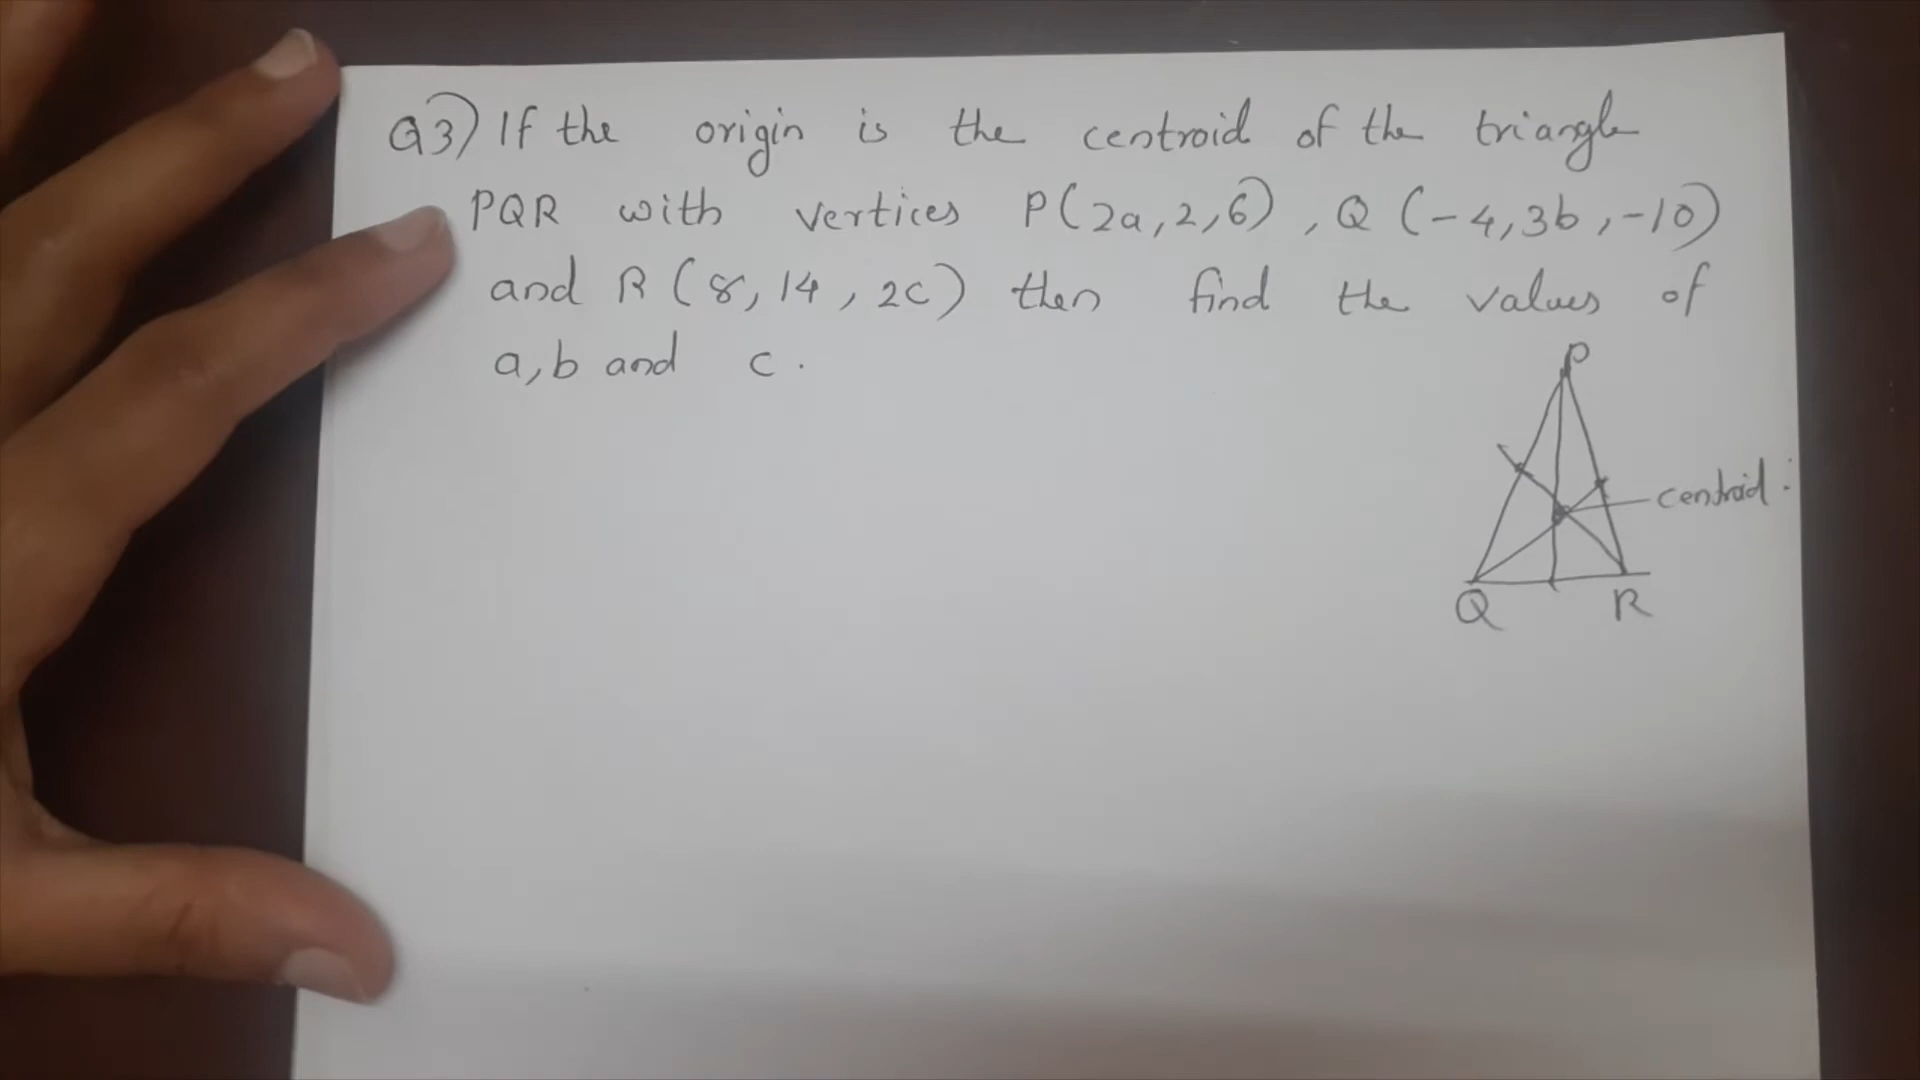 Q3) If the origin is the centroid of the triangle
PQR with vertices P(2a,2,6), Q(-4,3b,-10)
and R(8,14,2c) then find the values of
a,b and c.
P
centroid:
Q R